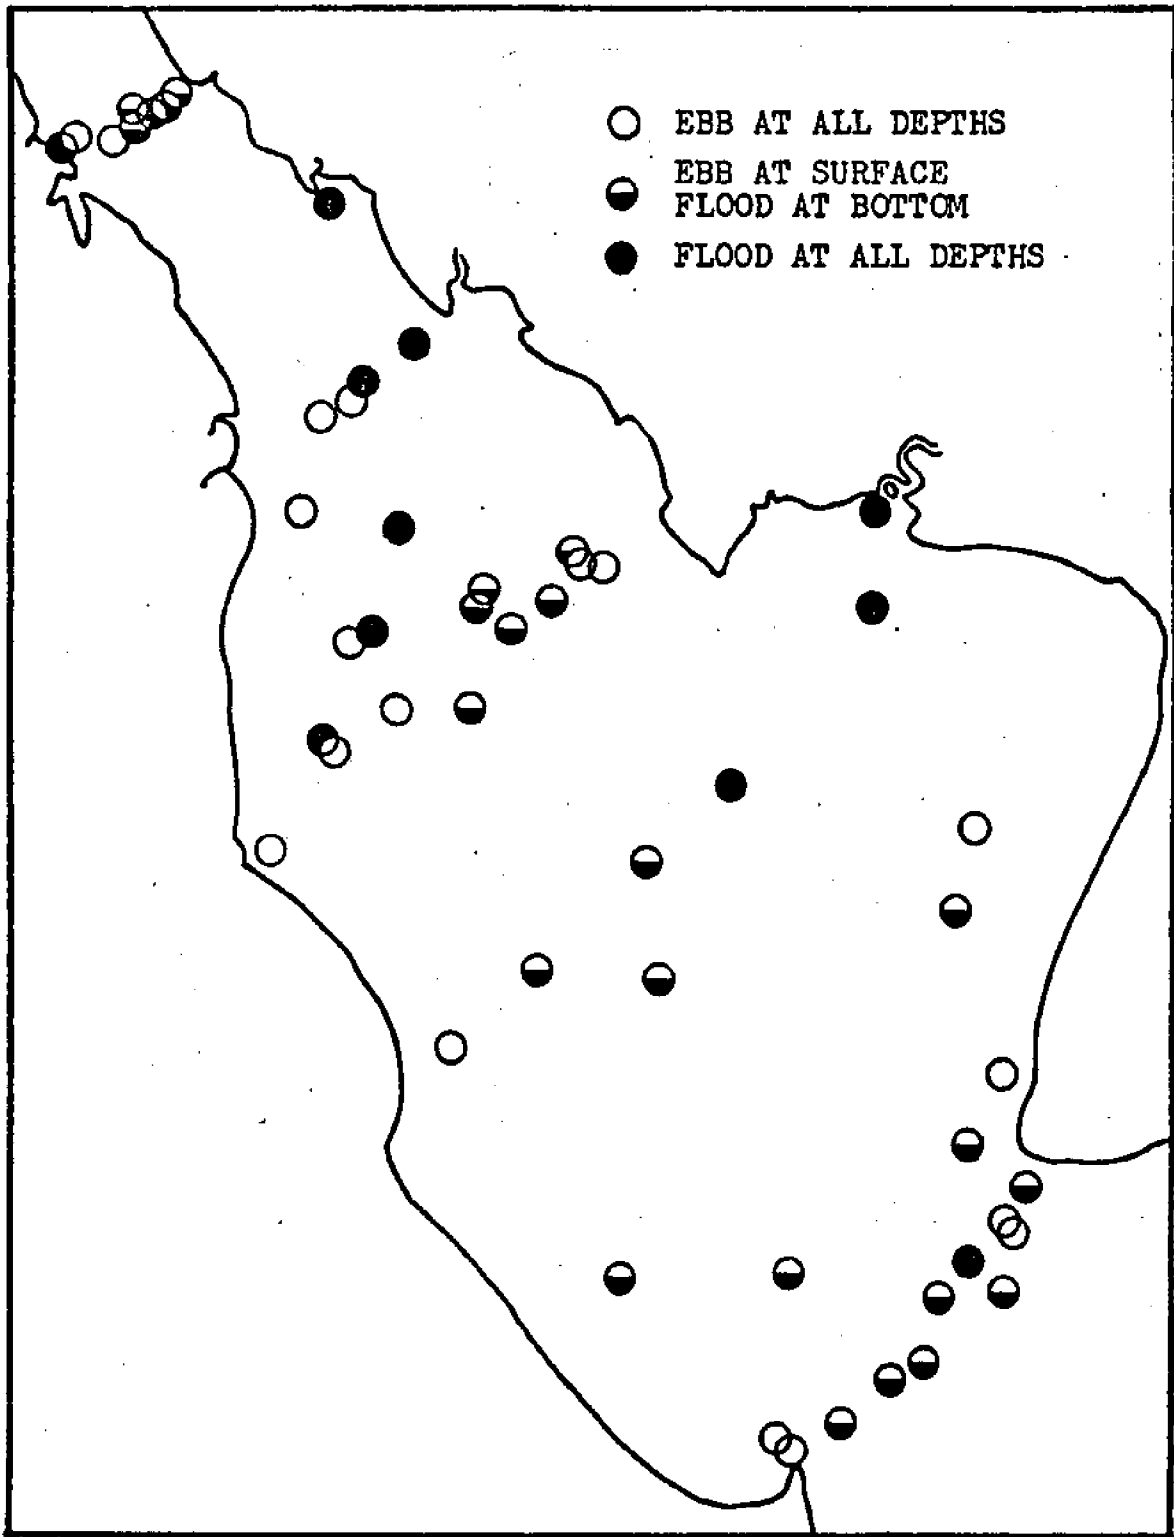 EBB AT ALL DEPTHS
EBB AT SURFACE
FLOOD AT BOTTOM
FLOOD AT ALL DEPTHS